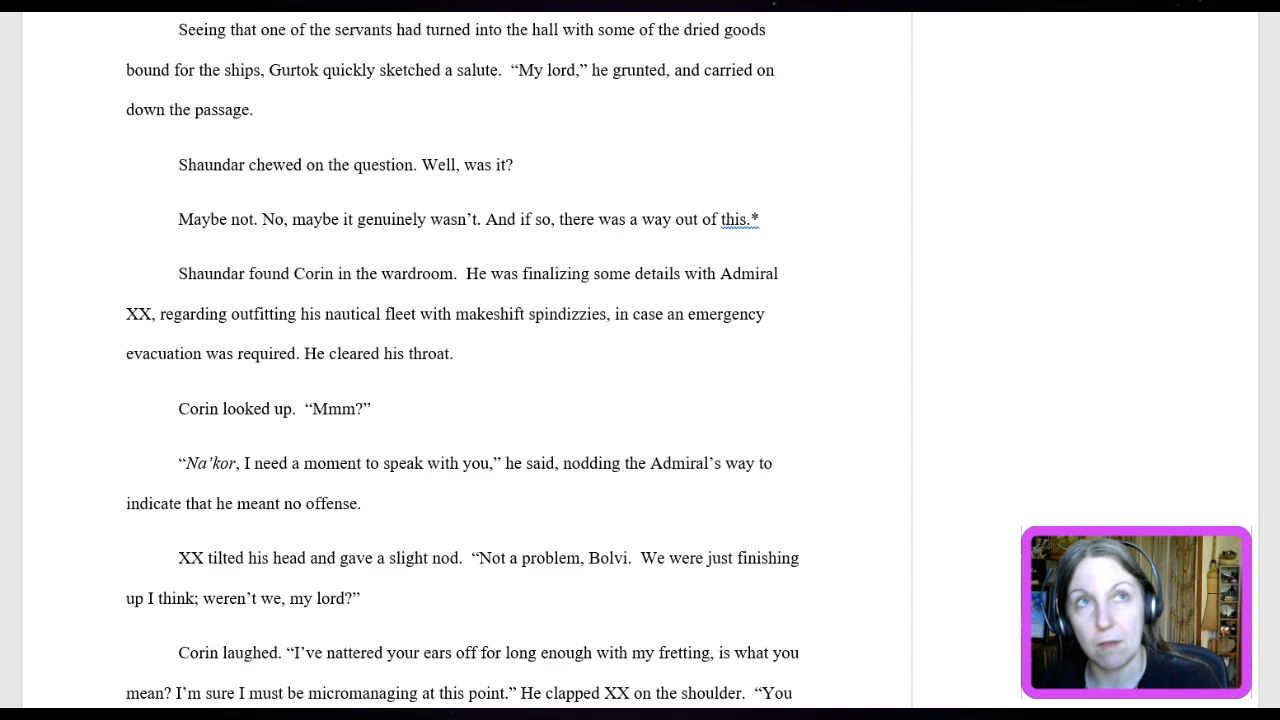 Seeing that one of the servants had turned into the hall with some of the dried goods
bound for the ships, Gurtok quickly sketched a salute.  “My lord,” he grunted, and carried on
down the passage.
Shaundar chewed on the question. Well, was it?
Maybe not. No, maybe it genuinely wasn’t. And if so, there was a way out of this.*
Shaundar found Corin in the wardroom.  He was finalizing some details with Admiral
XX, regarding outfitting his nautical fleet with makeshift spindizzies, in case an emergency
evacuation was required. He cleared his throat.
Corin looked up.  “Mmm?”
“Na’kor, I need a moment to speak with you,” he said, nodding the Admiral’s way to
indicate that he meant no offense.
XX tilted his head and gave a slight nod.  “Not a problem, Bolvi.  We were just finishing
up I think; weren’t we, my lord?”
Corin laughed. “I’ve nattered your ears off for long enough with my fretting, is what you
mean? I’m sure I must be micromanaging at this point.” He clapped XX on the shoulder.  “You